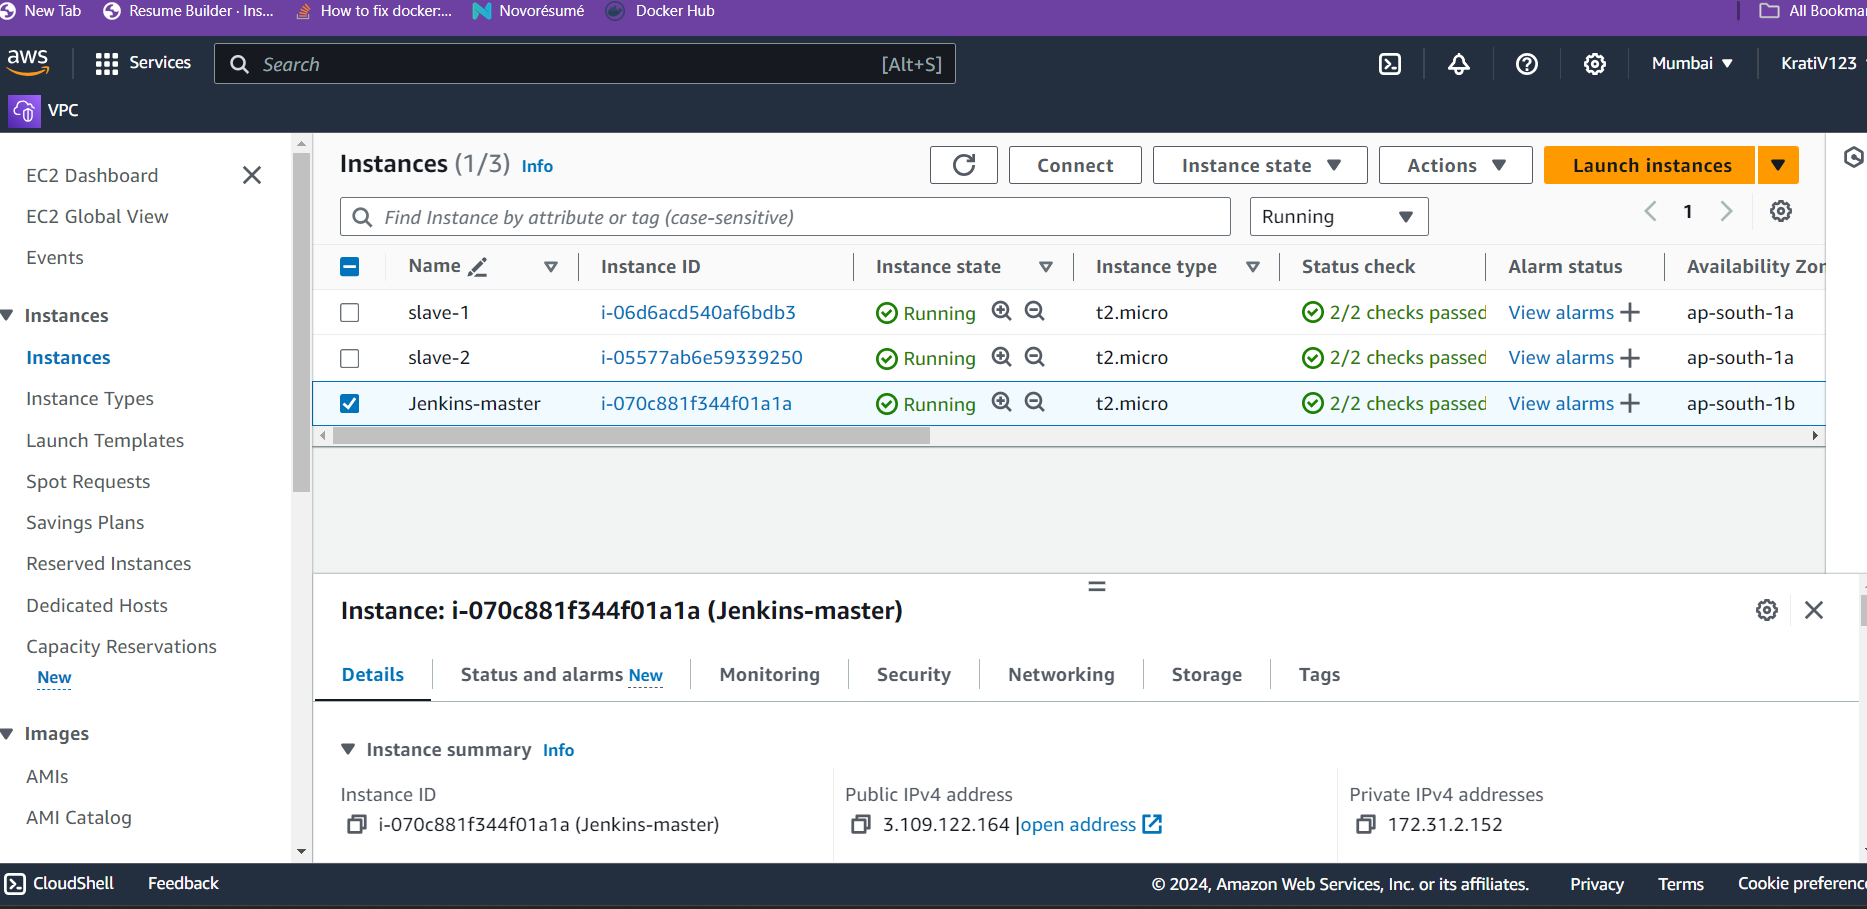 New Tab Resume Builder · Ins... How to fix docker:... Novorésumé Docker Hub All Bookmar
aws Services Search [Alt+S] Mumbai KratiV123
VPC
EC2 Dashboard
EC2 Global View
Events
Instances
Instances
Instance Types
Launch Templates
Spot Requests
Savings Plans
Reserved Instances
Dedicated Hosts
Capacity Reservations
New
Images
AMIs
AMI Catalog
Instances (1/3) Info Connect Instance state Actions Launch instances
Find Instance by attribute or tag (case-sensitive) Running 1
Name Instance ID Instance state Instance type Status check Alarm status Availability Zon
slave-1 i-06d6acd540af6bdb3 Running t2.micro 2/2 checks passed View alarms ap-south-1a
slave-2 i-05577ab6e59339250 Running t2.micro 2/2 checks passed View alarms ap-south-1a
Jenkins-master i-070c881f344f01a1a Running t2.micro 2/2 checks passed View alarms ap-south-1b
Instance: i-070c881f344f01a1a (Jenkins-master)
Details Status and alarms New Monitoring Security Networking Storage Tags
Instance summary Info
Instance ID Public IPv4 address Private IPv4 addresses
i-070c881f344f01a1a (Jenkins-master) 3.109.122.164 |open address 172.31.2.152
CloudShell Feedback © 2024, Amazon Web Services, Inc. or its affiliates. Privacy Terms Cookie preference